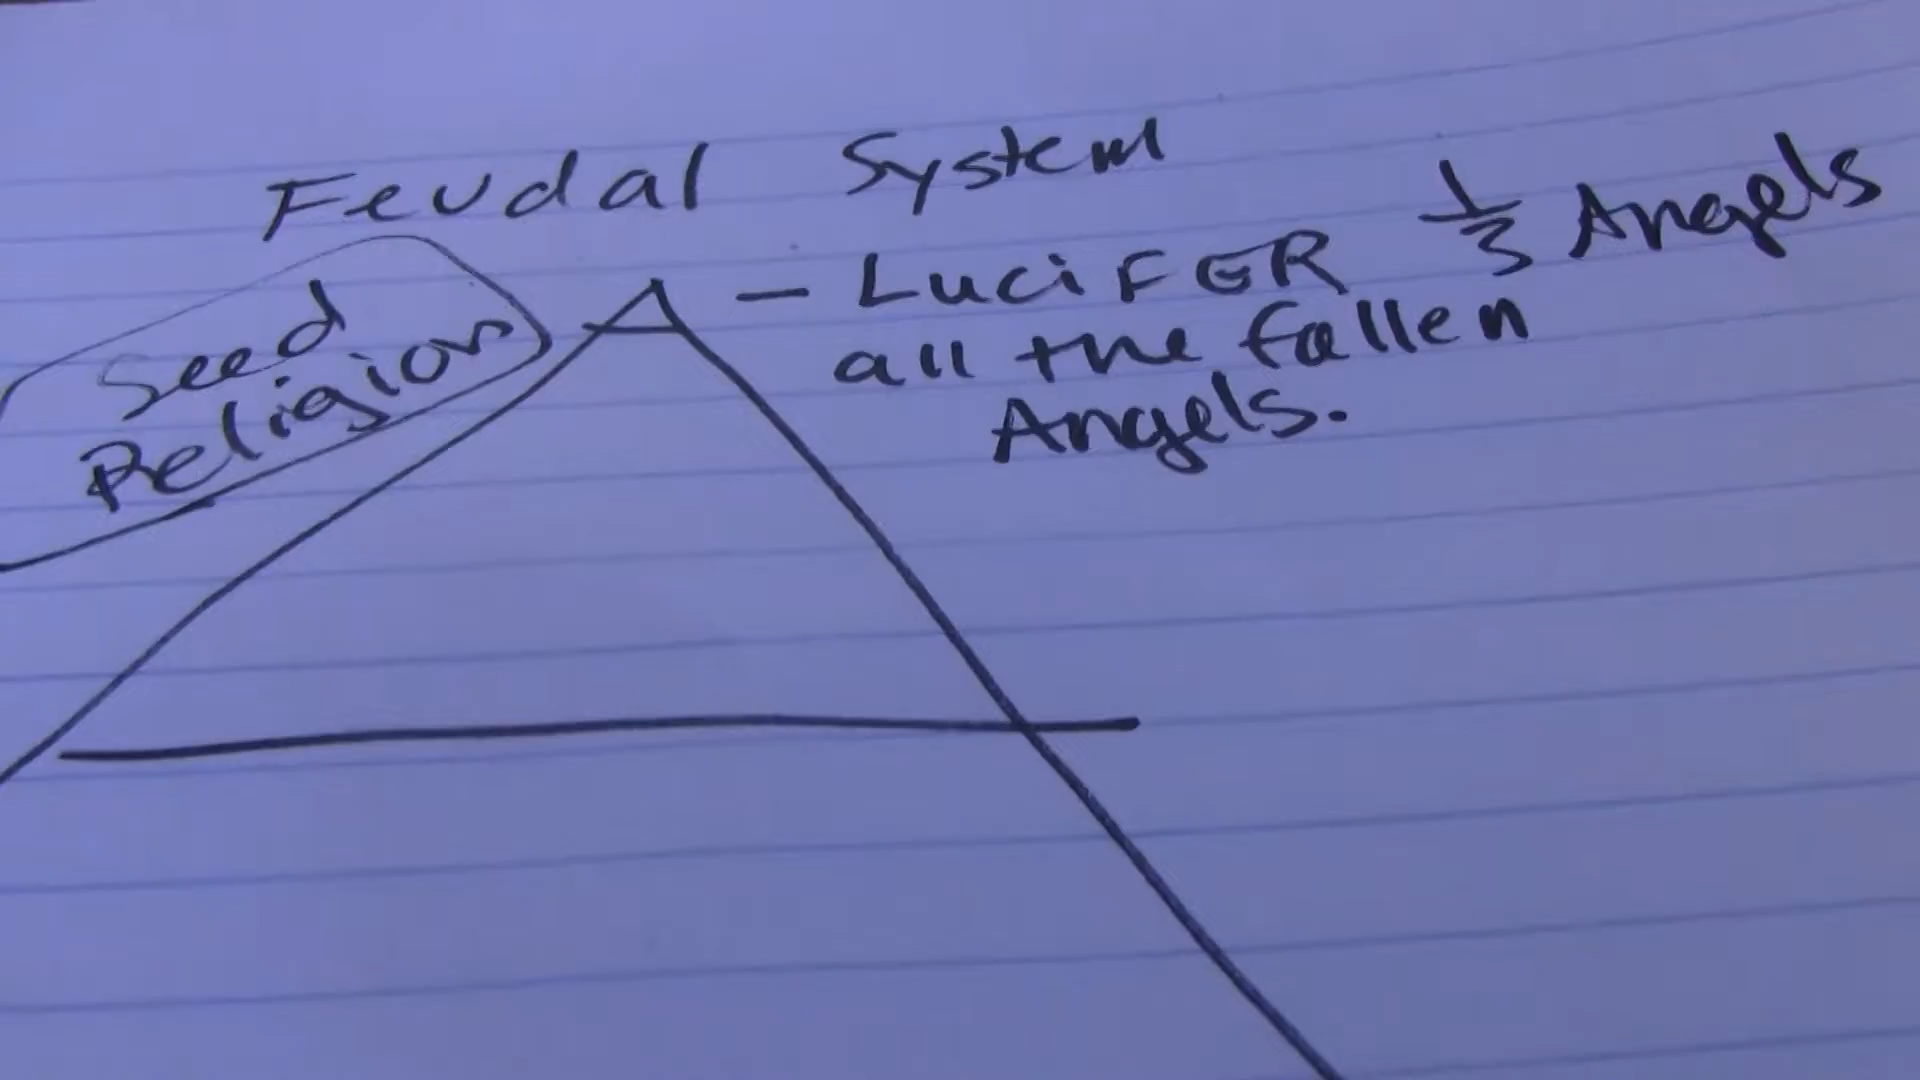 Feudal System
Seed
Religion
- LuciFER 1/3 Angels
all the fallen
Angels.